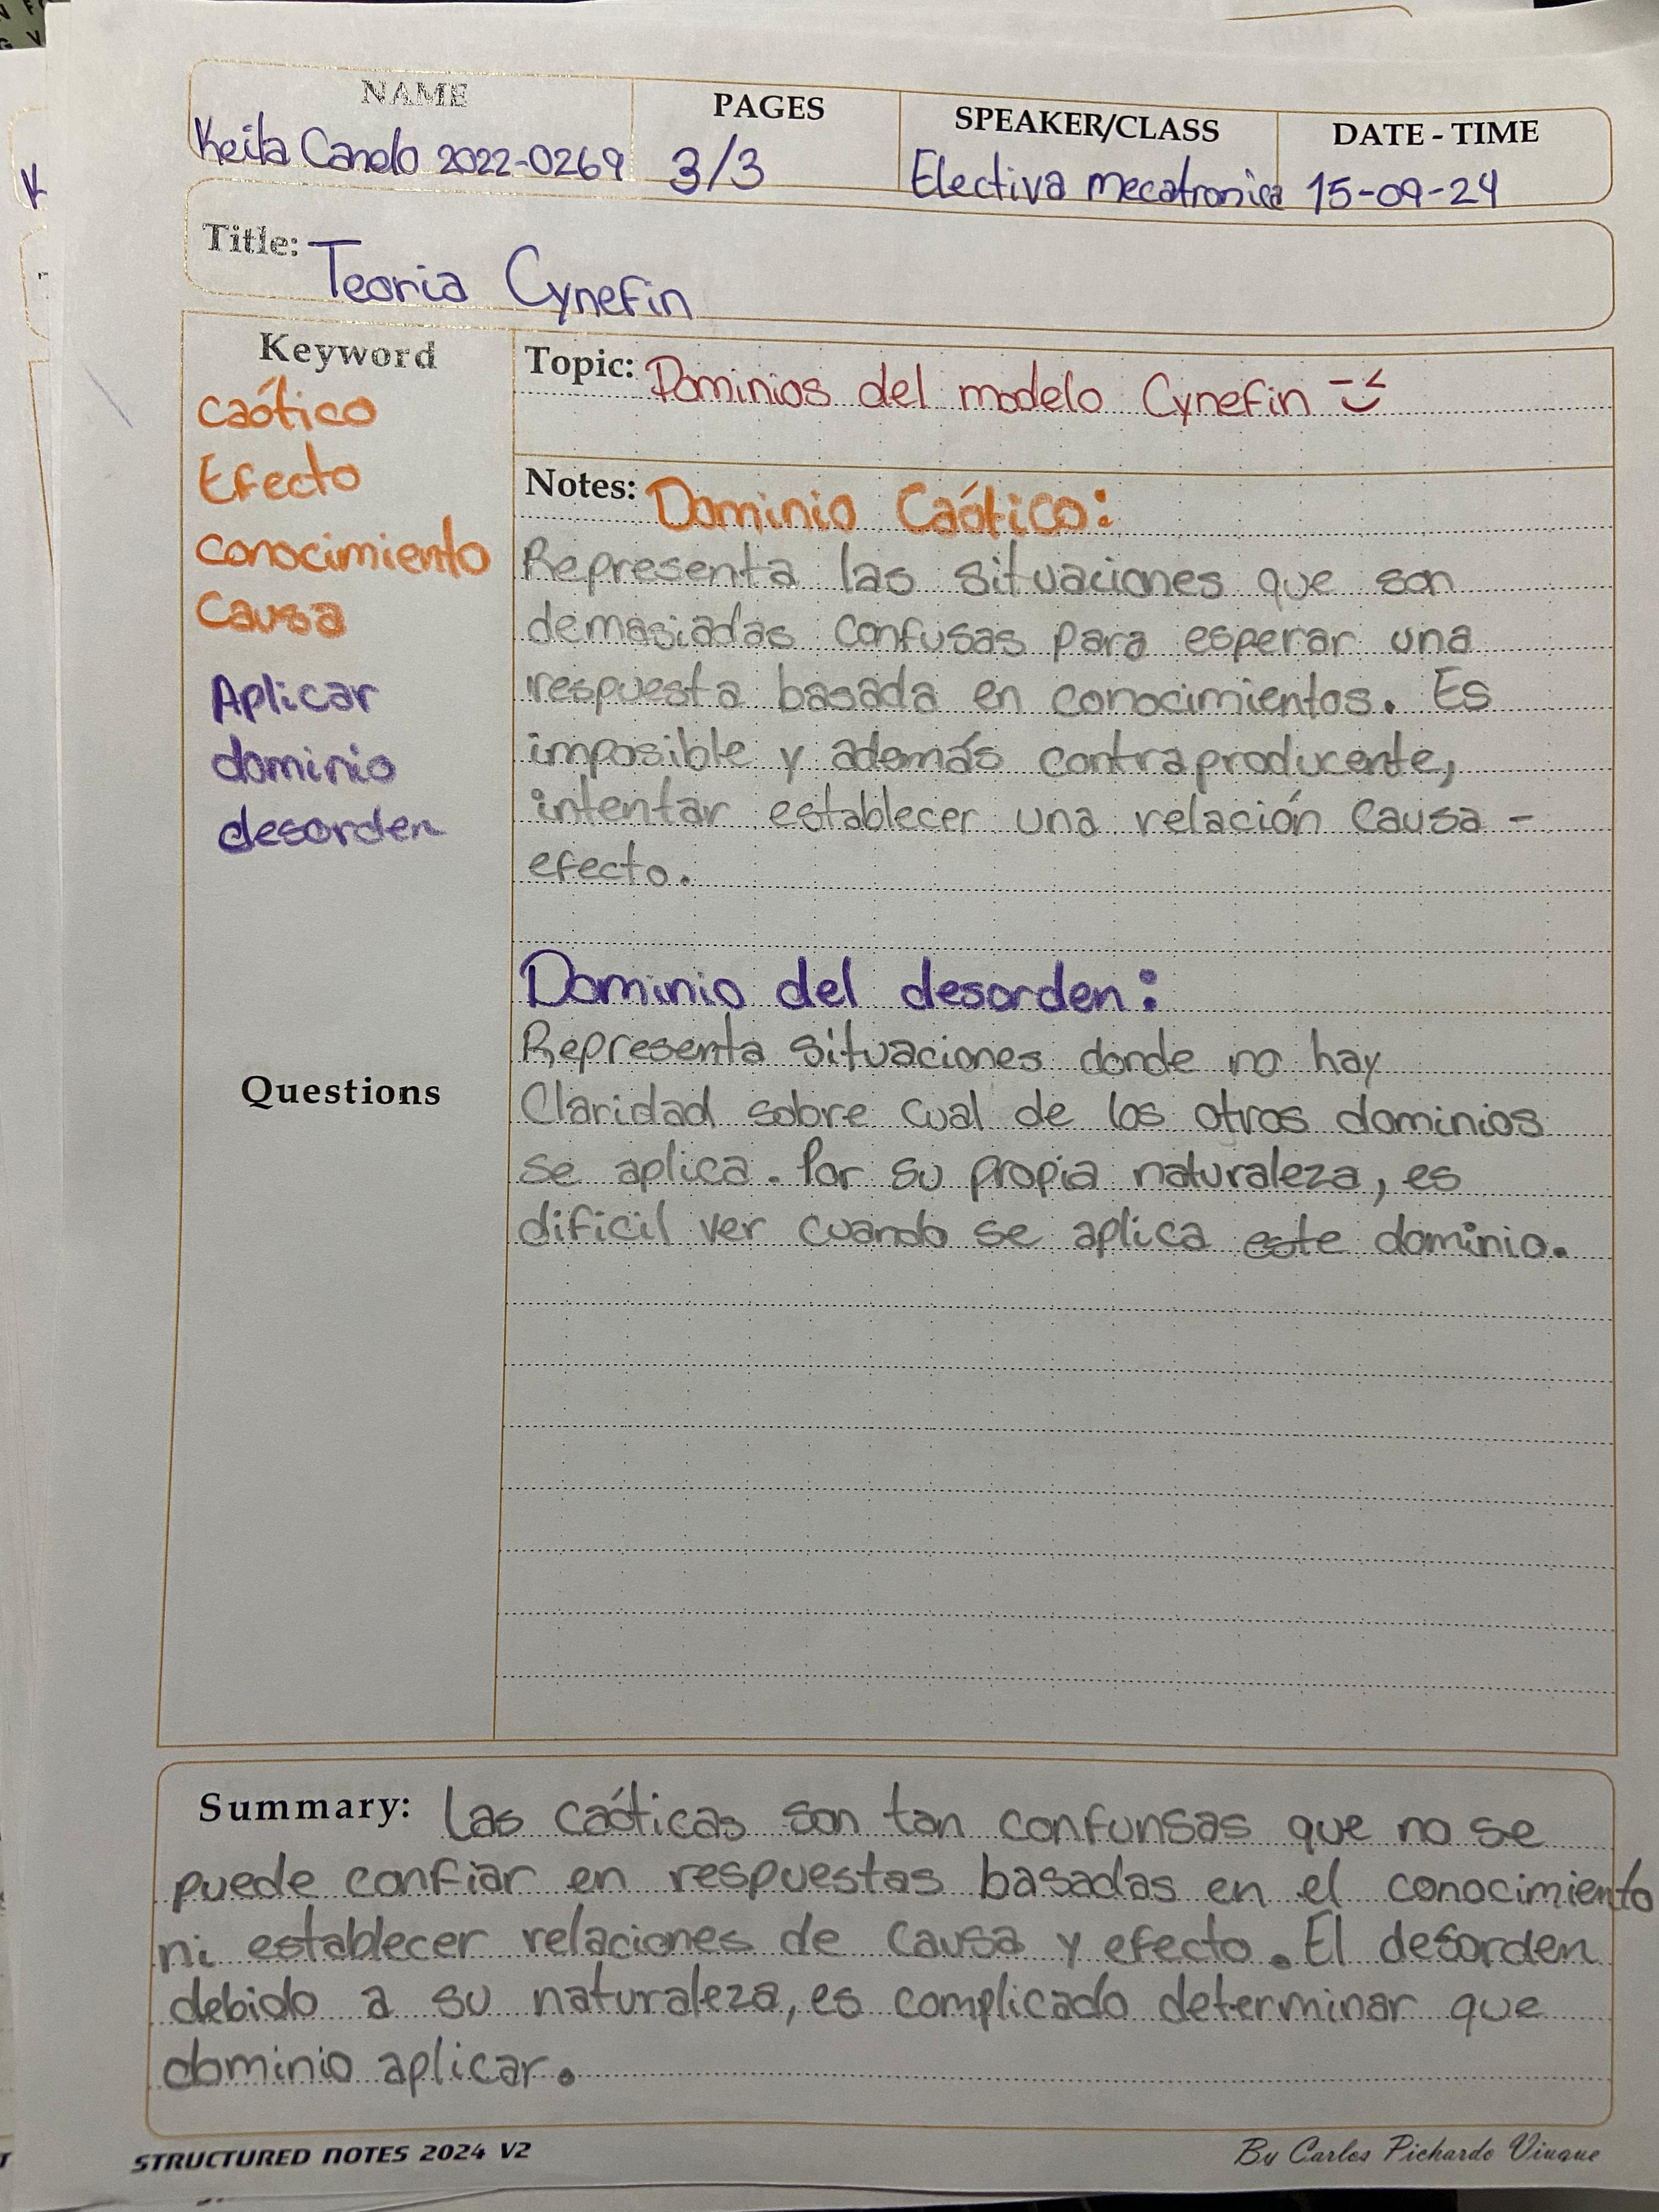 NAME
Keila Canelo 2022-0269
PAGES
3/3
SPEAKER/CLASS
Electiva mecatronica
DATE - TIME
15-09-24
Title: Teoria Cynefin
Keyword
caótico
Efecto
conocimiento
Causa
Aplicar
dominio
desorden
Questions
Topic: Dominios del modelo Cynefin
Notes: Dominio Caótico:
Representa las situaciones que son
demasiadas confusas para esperar una
respuesta basada en conocimientos. Es
imposible y además contraproducente,
intentar establecer una relación causa -
efecto.
Dominio del desorden:
Representa situaciones donde no hay
Claridad sobre cual de los otros dominios
se aplica. Por su propia naturaleza, es
dificil ver cuando se aplica este dominio.
Summary: Las caóticas son tan confunsas que no se
puede confiar en respuestas basadas en el conocimiento
ni establecer relaciones de causa y efecto. El desorden
debido a su naturaleza, es complicado determinar que
dominio aplicar.
STRUCTURED NOTES 2024 V2
By Carlos Pichardo Viuque